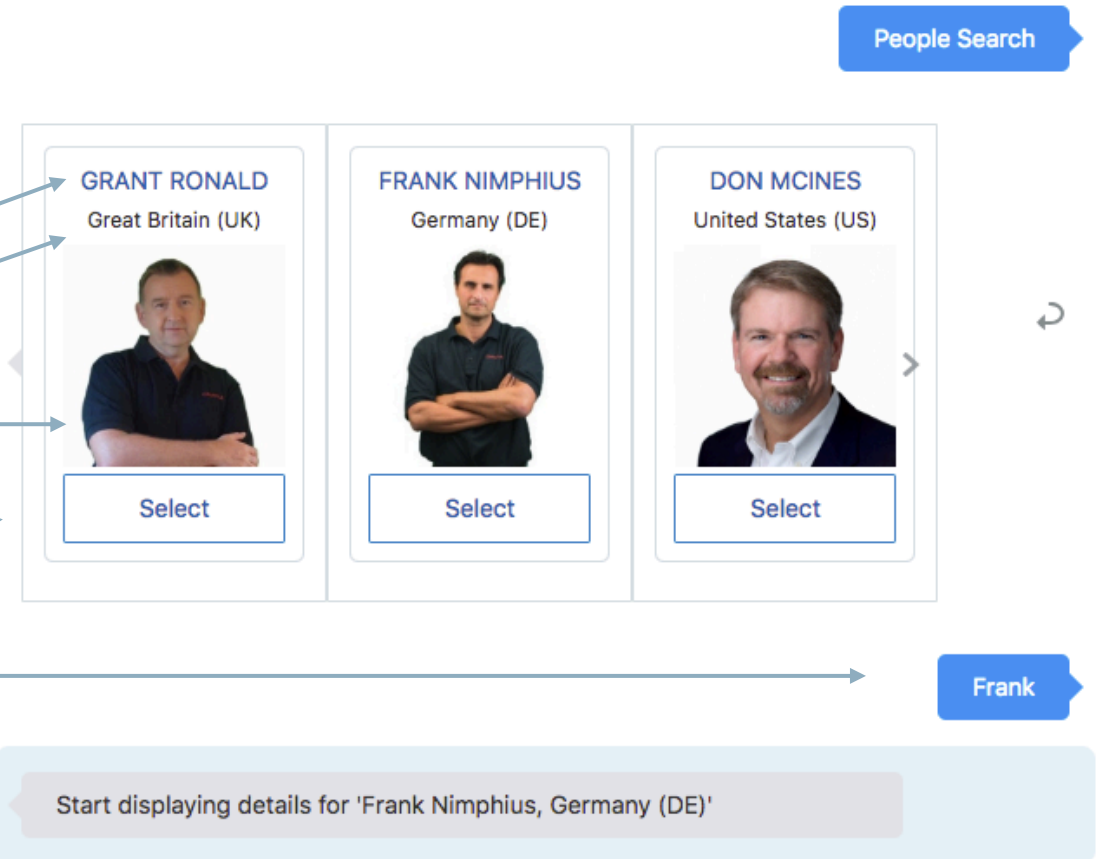 People Search
GRANT RONALD
Great Britain (UK)
Select
FRANK NIMPHIUS
Germany (DE)
Select
DON MCINES
United States (US)
Select
Frank
Start displaying details for 'Frank Nimphius, Germany (DE)'